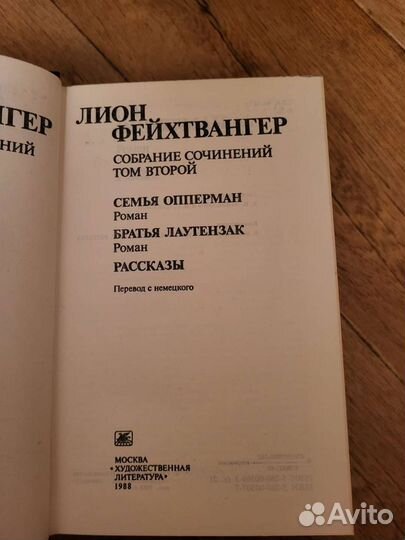 НГЕР
НИЙ
ЛИОН
ФЕЙХТВАНГЕР
СОБРАНИЕ СОЧИНЕНИЙ
ТОМ ВТОРОЙ
СЕМЬЯ ОППЕРМАН
Роман
БРАТЬЯ ЛАУТЕНЗАК
Роман
РАССКАЗЫ
Перевод с немецкого
МОСКВА
«ХУДОЖЕСТВЕННАЯ
ЛИТЕРАТУРА»
1988
Avito